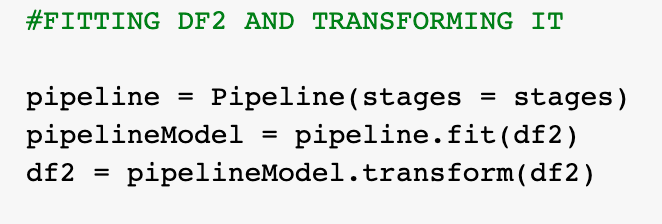 #FITTING DF2 AND TRANSFORMING IT
pipeline = Pipeline(stages = stages)
pipelineModel = pipeline.fit(df2)
df2 = pipelineModel.transform(df2)